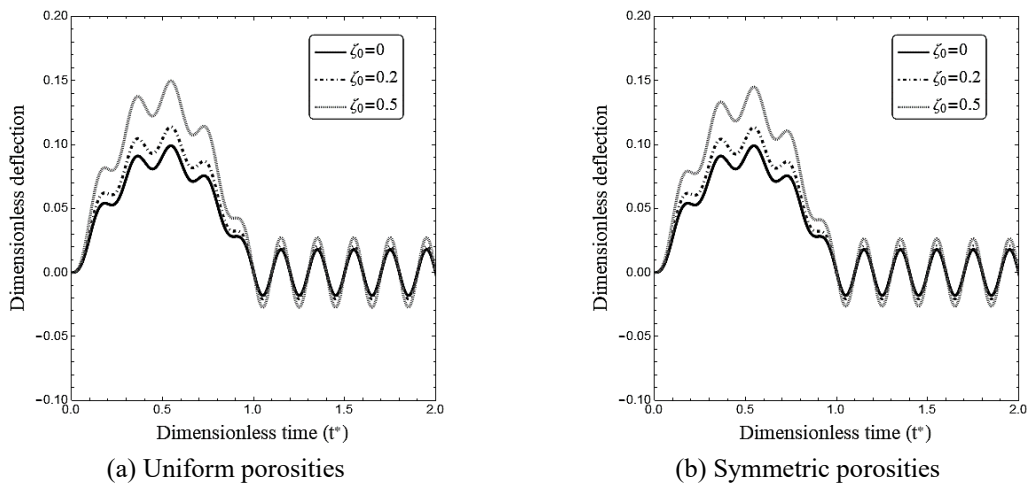 0.20
0.15
0.10
0.05
0.00
−0.05
−0.10
0.0 0.5 1.0 1.5 2.0
Dimensionless deflection
ζ₀=0
ζ₀=0.2
ζ₀=0.5
Dimensionless time (t*)
(a) Uniform porosities
0.20
0.15
0.10
0.05
0.00
−0.05
−0.10
0.0 0.5 1.0 1.5 2.0
Dimensionless deflection
ζ₀=0
ζ₀=0.2
ζ₀=0.5
Dimensionless time (t*)
(b) Symmetric porosities